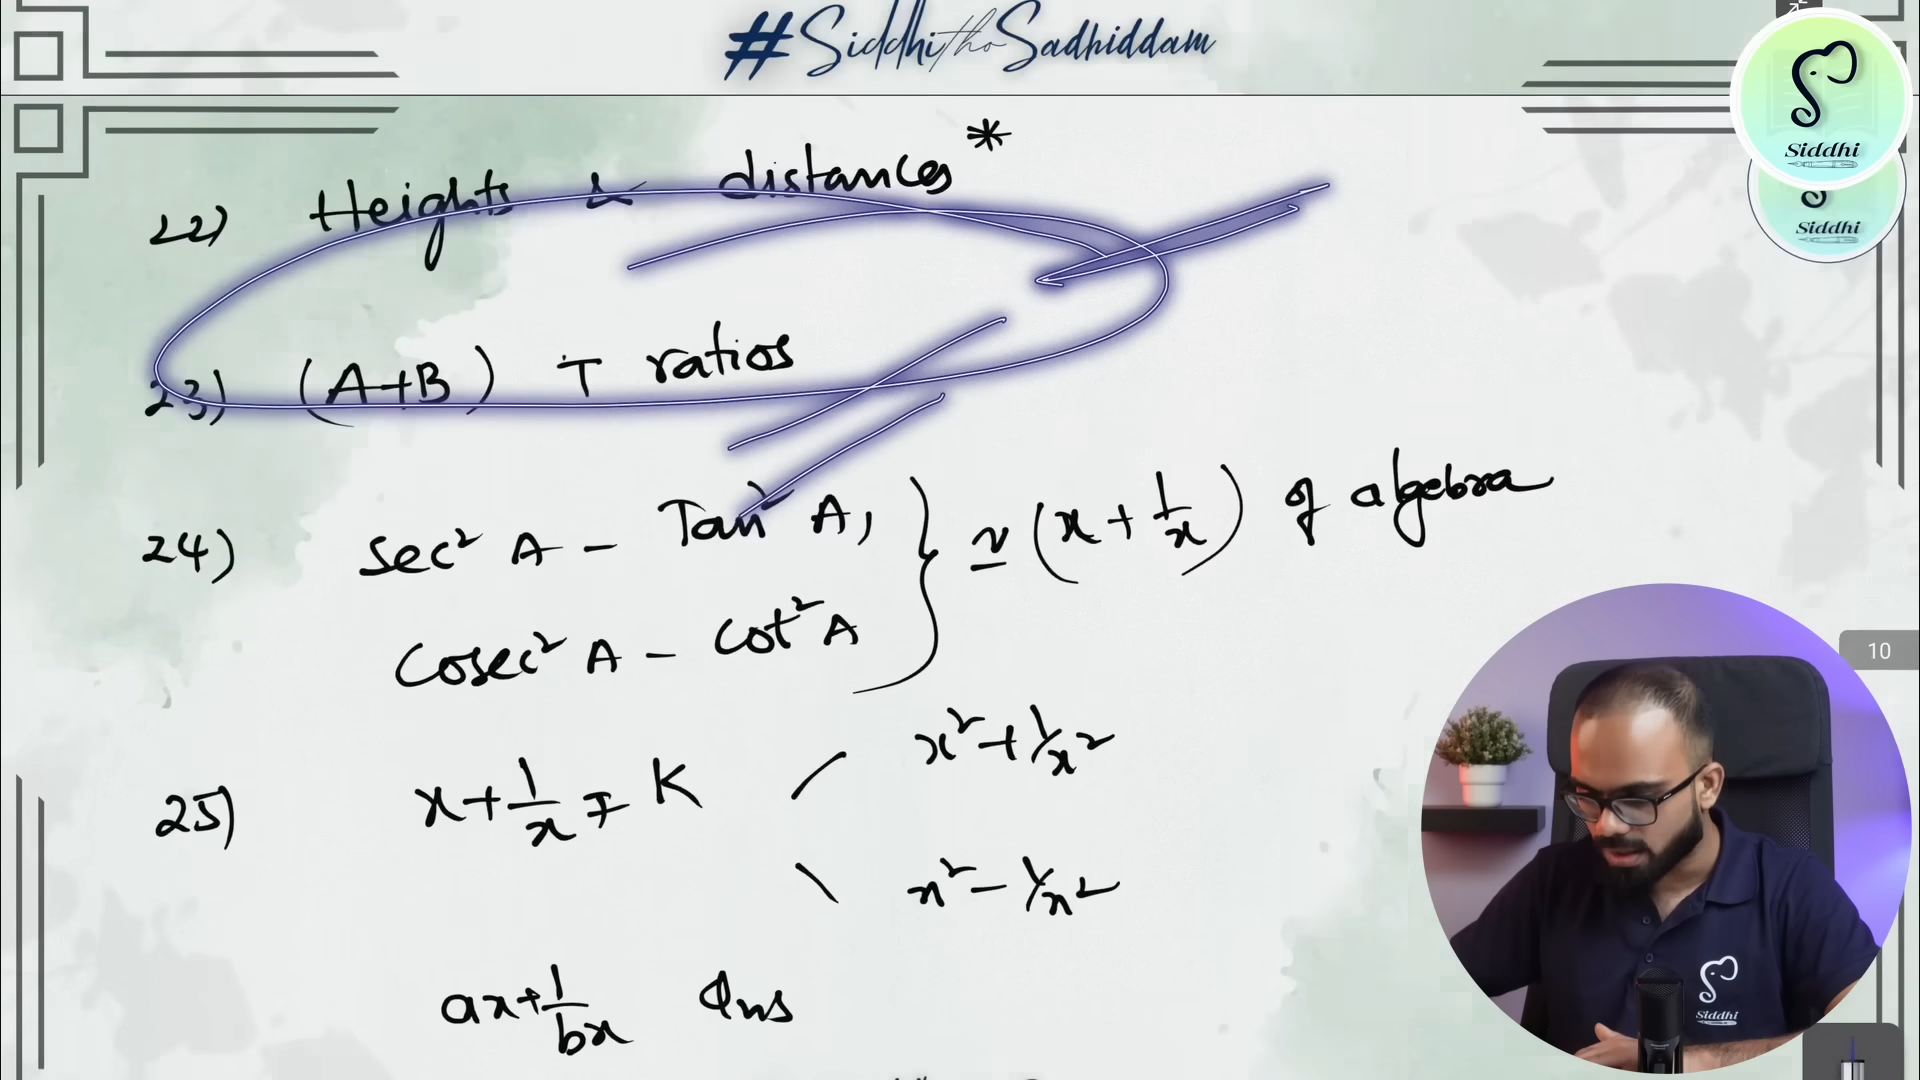 #SiddhithoSadhiddam
Siddhi
Siddhi
22) Heights & distances *
23) (A+B) T ratios
24) Sec² A - Tan² A, } ≃ (x + 1/x) of algebra
Cosec² A - Cot² A
25) x + 1/x = K
x² + 1/x²
x² - 1/x²
ax + 1/bx Qns
10
Siddhi